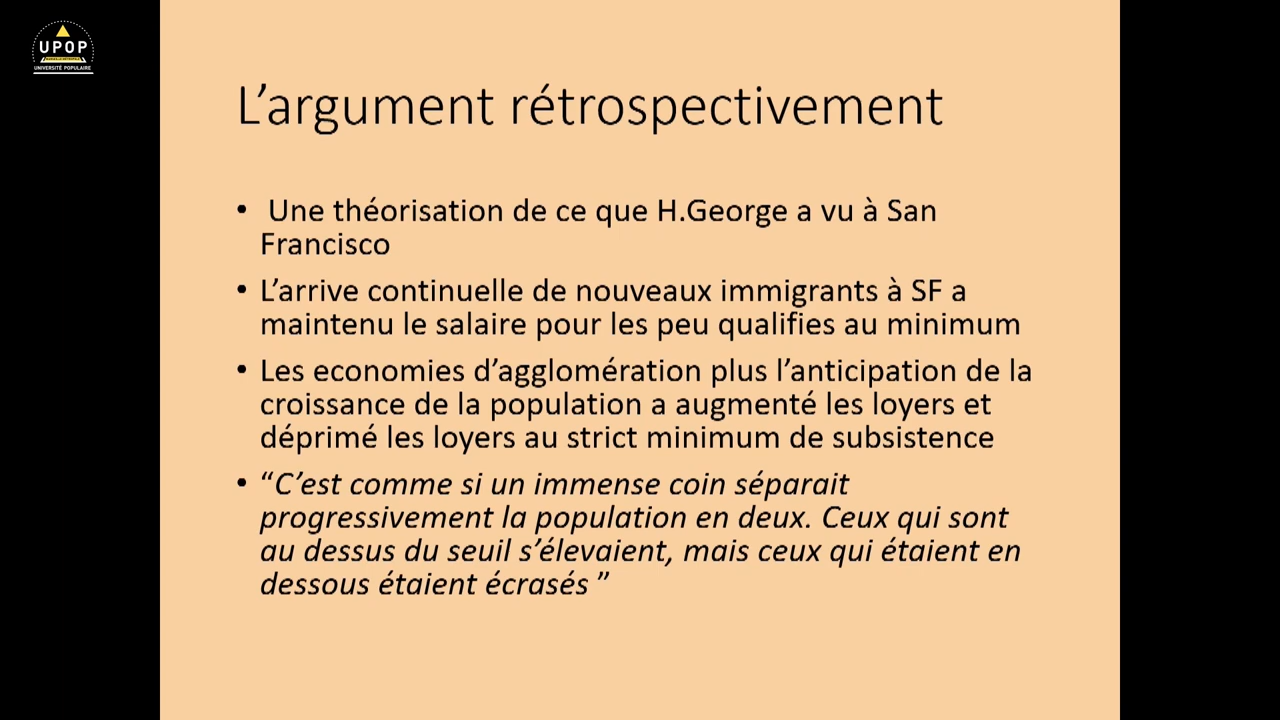 UPOP
UNIVERSITÉ POPULAIRE
L’argument rétrospectivement
• Une théorisation de ce que H.George a vu à San
Francisco
• L’arrive continuelle de nouveaux immigrants à SF a
maintenu le salaire pour les peu qualifies au minimum
• Les economies d’agglomération plus l’anticipation de la
croissance de la population a augmenté les loyers et
déprimé les loyers au strict minimum de subsistence
• “C’est comme si un immense coin séparait
progressivement la population en deux. Ceux qui sont
au dessus du seuil s’élevaient, mais ceux qui étaient en
dessous étaient écrasés ”